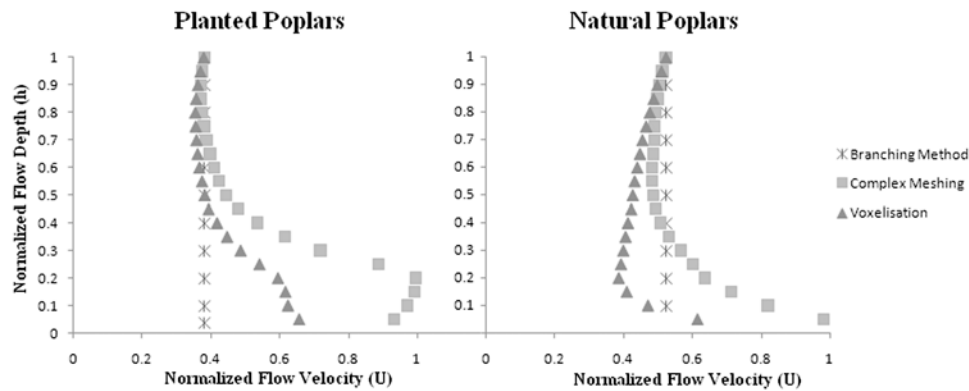 Planted Poplars
Natural Poplars
Normalized Flow Depth (h)
1
0.9
0.8
0.7
0.6
0.5
0.4
0.3
0.2
0.1
0
0 0.2 0.4 0.6 0.8 1
Normalized Flow Velocity (U)
1
0.9
0.8
0.7
0.6
0.5
0.4
0.3
0.2
0.1
0 0.2 0.4 0.6 0.8 1
Normalized Flow Velocity (U)
Branching Method
Complex Meshing
Voxelisation